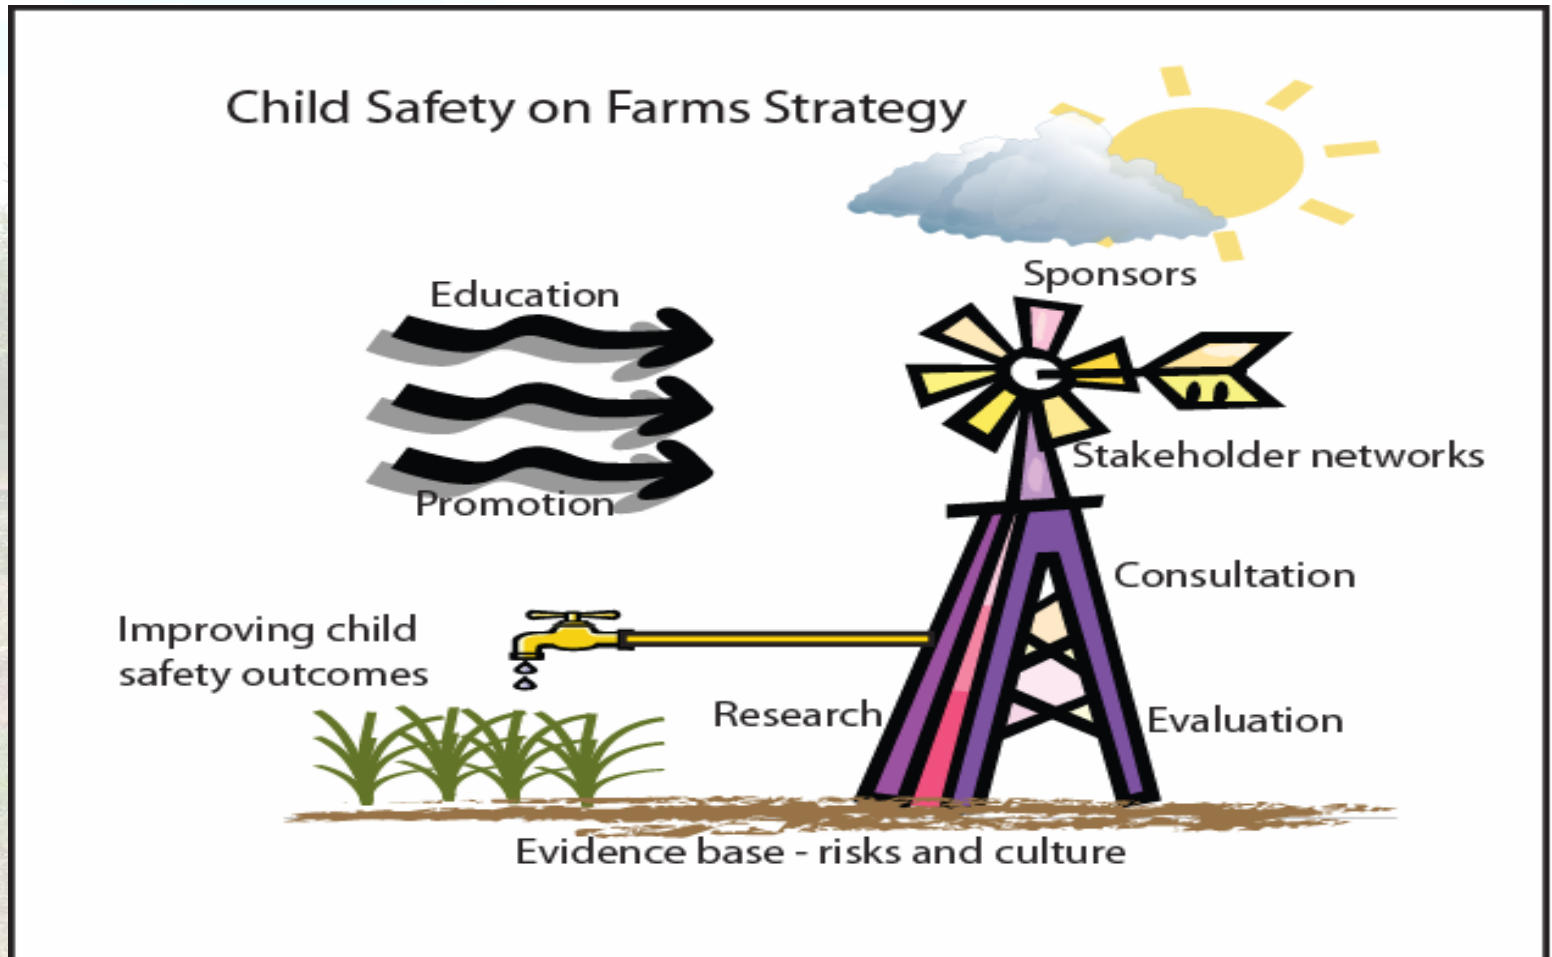 Child Safety on Farms Strategy
Sponsors
Education
Stakeholder networks
Promotion
Consultation
Improving child
safety outcomes
Research
Evaluation
Evidence base - risks and culture